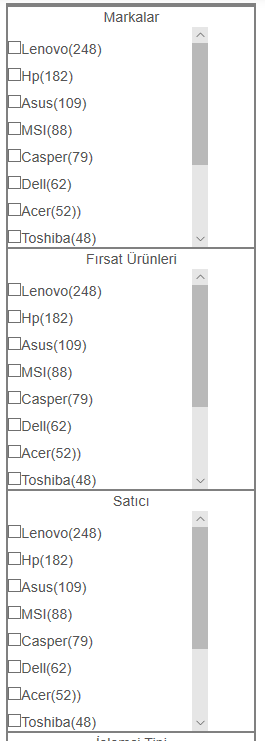 Markalar
Lenovo(248)
Hp(182)
Asus(109)
MSI(88)
Casper(79)
Dell(62)
Acer(52))
Toshiba(48)
Fırsat Ürünleri
Lenovo(248)
Hp(182)
Asus(109)
MSI(88)
Casper(79)
Dell(62)
Acer(52))
Toshiba(48)
Satıcı
Lenovo(248)
Hp(182)
Asus(109)
MSI(88)
Casper(79)
Dell(62)
Acer(52))
Toshiba(48)
İşlemci Tipi